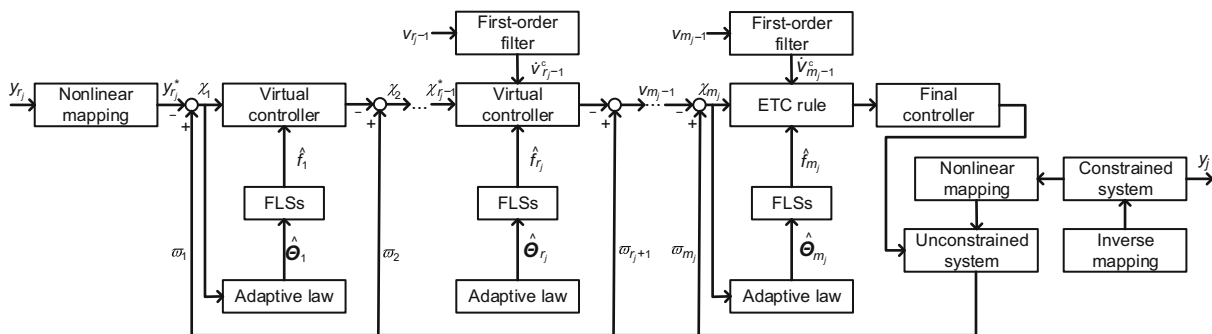 First-order filter
v_{r_j−1}
v̇^c_{r_j−1}
First-order filter
v_{m_j−1}
v̇^c_{m_j−1}
y_{r_j}
Nonlinear mapping
y^*_{r_j}
−
+
χ_1
Virtual controller
−
+
χ_2
...
χ^*_{r_j−1}
Virtual controller
−
+
v_{m_j−1}
...
−
+
χ_{m_j}
ETC rule
Final controller
f̂_1
f̂_{r_j}
f̂_{m_j}
FLSs
FLSs
FLSs
Nonlinear mapping
Constrained system
y_j
ϖ_1
Θ̂_1
ϖ_2
Θ̂_{r_j}
ϖ_{r_j+1}
ϖ_{m_j}
Θ̂_{m_j}
Unconstrained system
Inverse mapping
Adaptive law
Adaptive law
Adaptive law